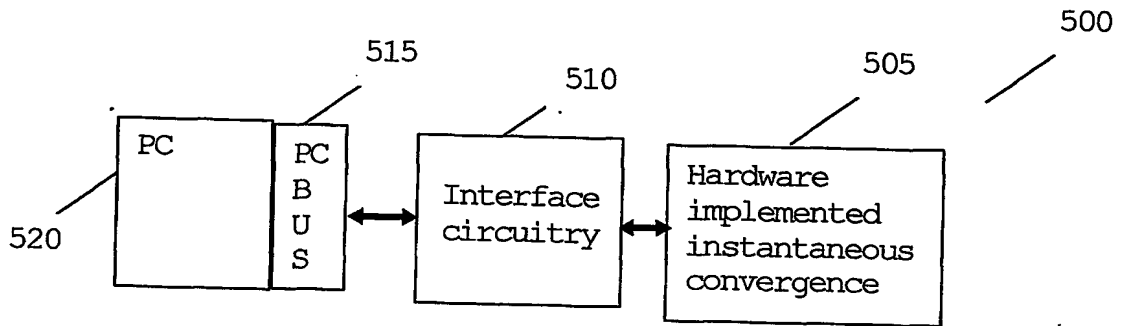 500
515
510
505
PC
PC
B
U
S
Interface
circuitry
Hardware
implemented
instantaneous
convergence
520